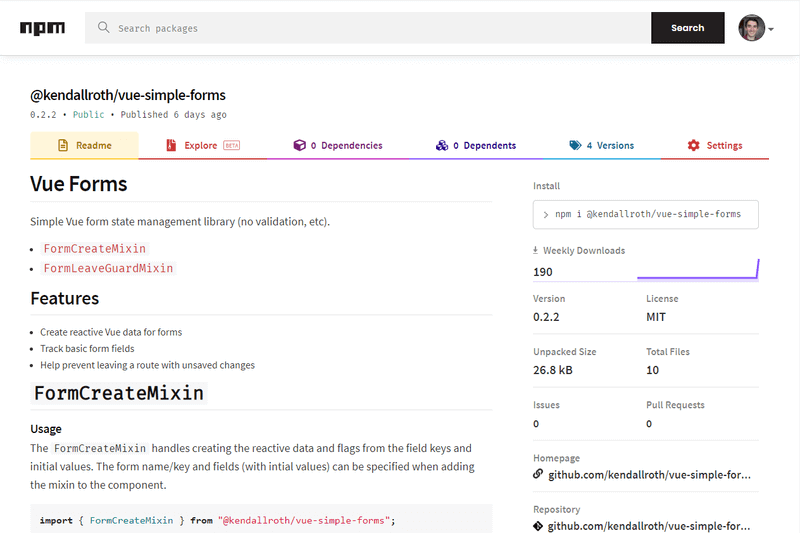 npm
Search packages
Search
@kendallroth/vue-simple-forms
0.2.2 • Public • Published 6 days ago
Readme
Explore BETA
0 Dependencies
0 Dependents
4 Versions
Settings
Vue Forms
Simple Vue form state management library (no validation, etc).
• FormCreateMixin
• FormLeaveGuardMixin
Features
• Create reactive Vue data for forms
• Track basic form fields
• Help prevent leaving a route with unsaved changes
FormCreateMixin
Usage
The FormCreateMixin handles creating the reactive data and flags from the field keys and
initial values. The form name/key and fields (with intial values) can be specified when adding
the mixin to the component.
import { FormCreateMixin } from "@kendallroth/vue-simple-forms";
Install
> npm i @kendallroth/vue-simple-forms
Weekly Downloads
190
Version
0.2.2
License
MIT
Unpacked Size
26.8 kB
Total Files
10
Issues
0
Pull Requests
0
Homepage
github.com/kendallroth/vue-simple-for...
Repository
github.com/kendallroth/vue-simple-fo...